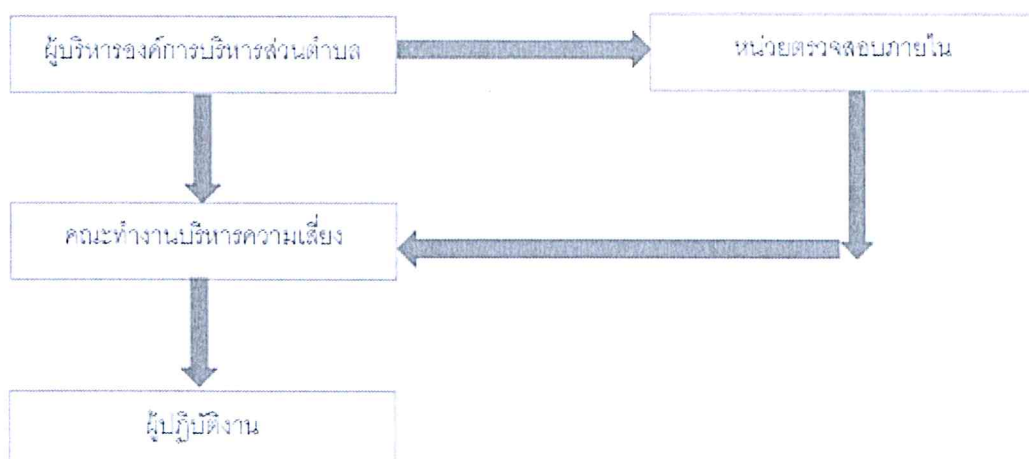 ผู้บริหารองค์การบริหารส่วนตำบล
หน่วยตรวจสอบภายใน
คณะทำงานบริหารความเสี่ยง
ผู้ปฏิบัติงาน